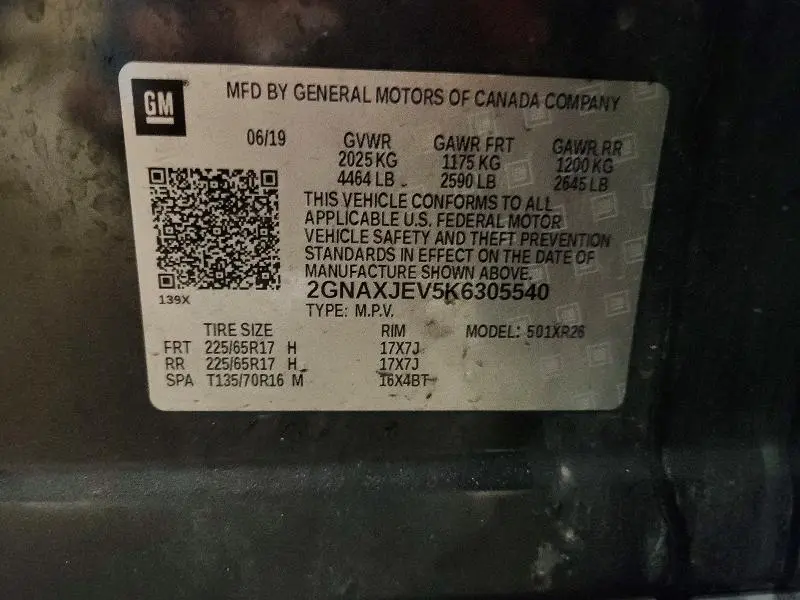 GM
MFD BY GENERAL MOTORS OF CANADA COMPANY
06/19 GVWR GAWR FRT GAWR RR
2025 KG 1175 KG 1200 KG
4464 LB 2590 LB 2645 LB
THIS VEHICLE CONFORMS TO ALL
APPLICABLE U.S. FEDERAL MOTOR
VEHICLE SAFETY AND THEFT PREVENTION
STANDARDS IN EFFECT ON THE DATE OF
MANUFACTURE SHOWN ABOVE.
139X
2GNAXJEV5K6305540
TYPE: M.P.V.
TIRE SIZE RIM MODEL: 501XR26
FRT 225/65R17 H 17X7J
RR 225/65R17 H 17X7J
SPA T135/70R16 M 16X4BT